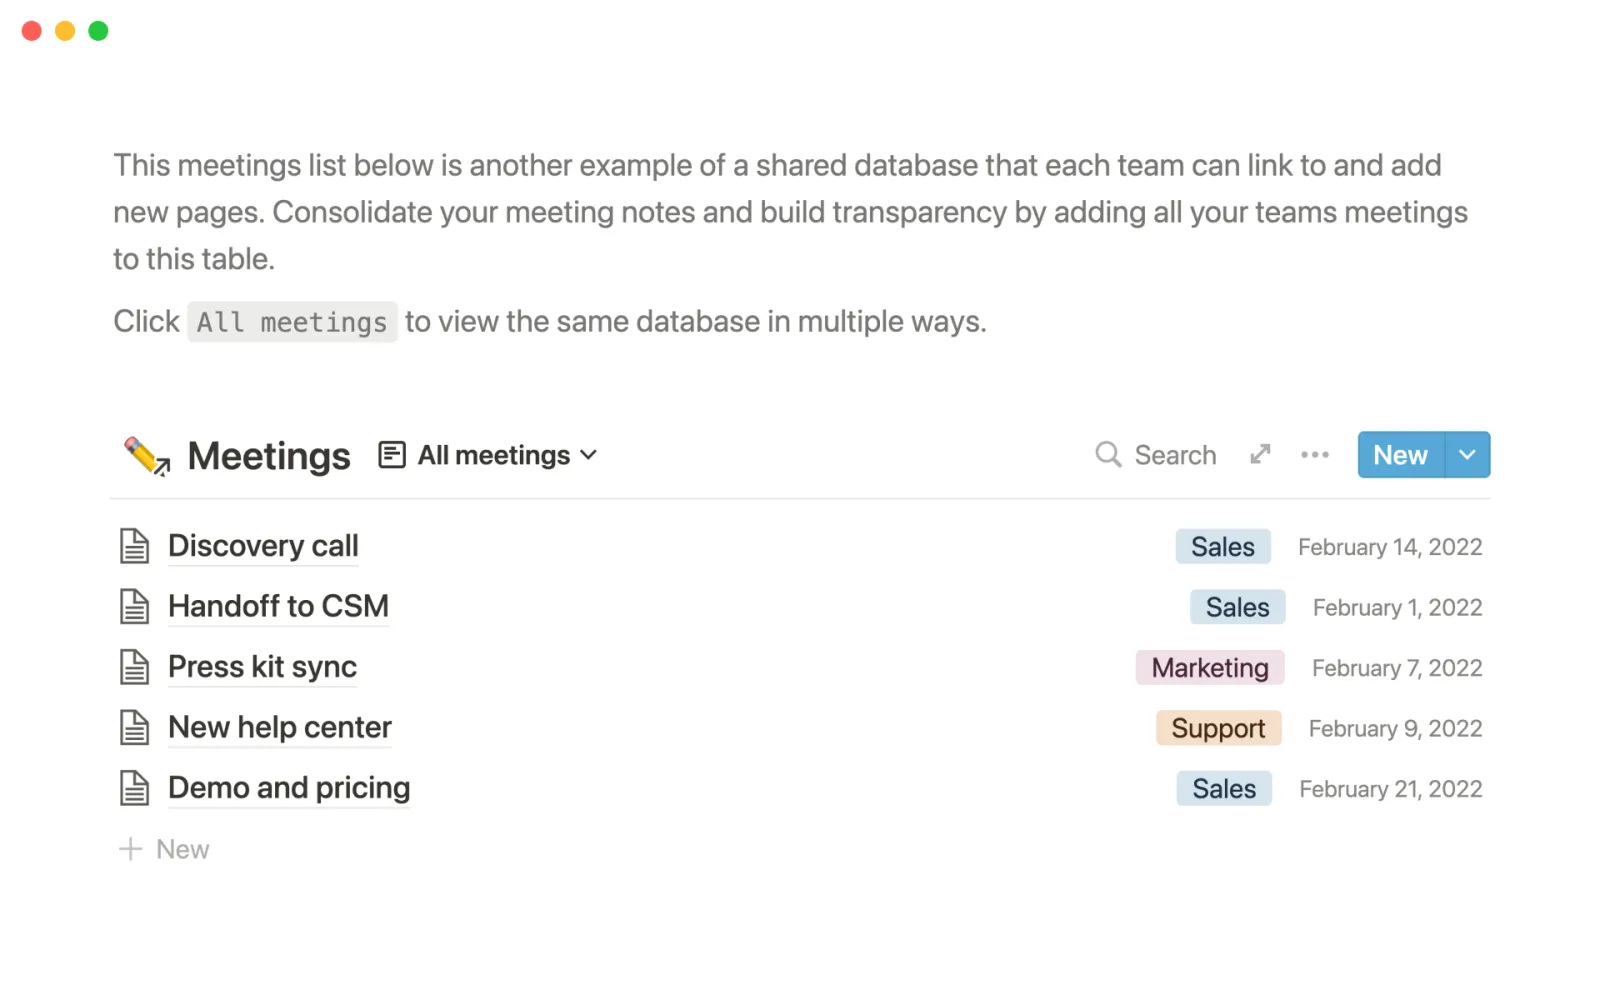 This meetings list below is another example of a shared database that each team can link to and add
new pages. Consolidate your meeting notes and build transparency by adding all your teams meetings
to this table.
Click All meetings to view the same database in multiple ways.
Meetings All meetings Search New
Discovery call Sales February 14, 2022
Handoff to CSM Sales February 1, 2022
Press kit sync Marketing February 7, 2022
New help center Support February 9, 2022
Demo and pricing Sales February 21, 2022
New